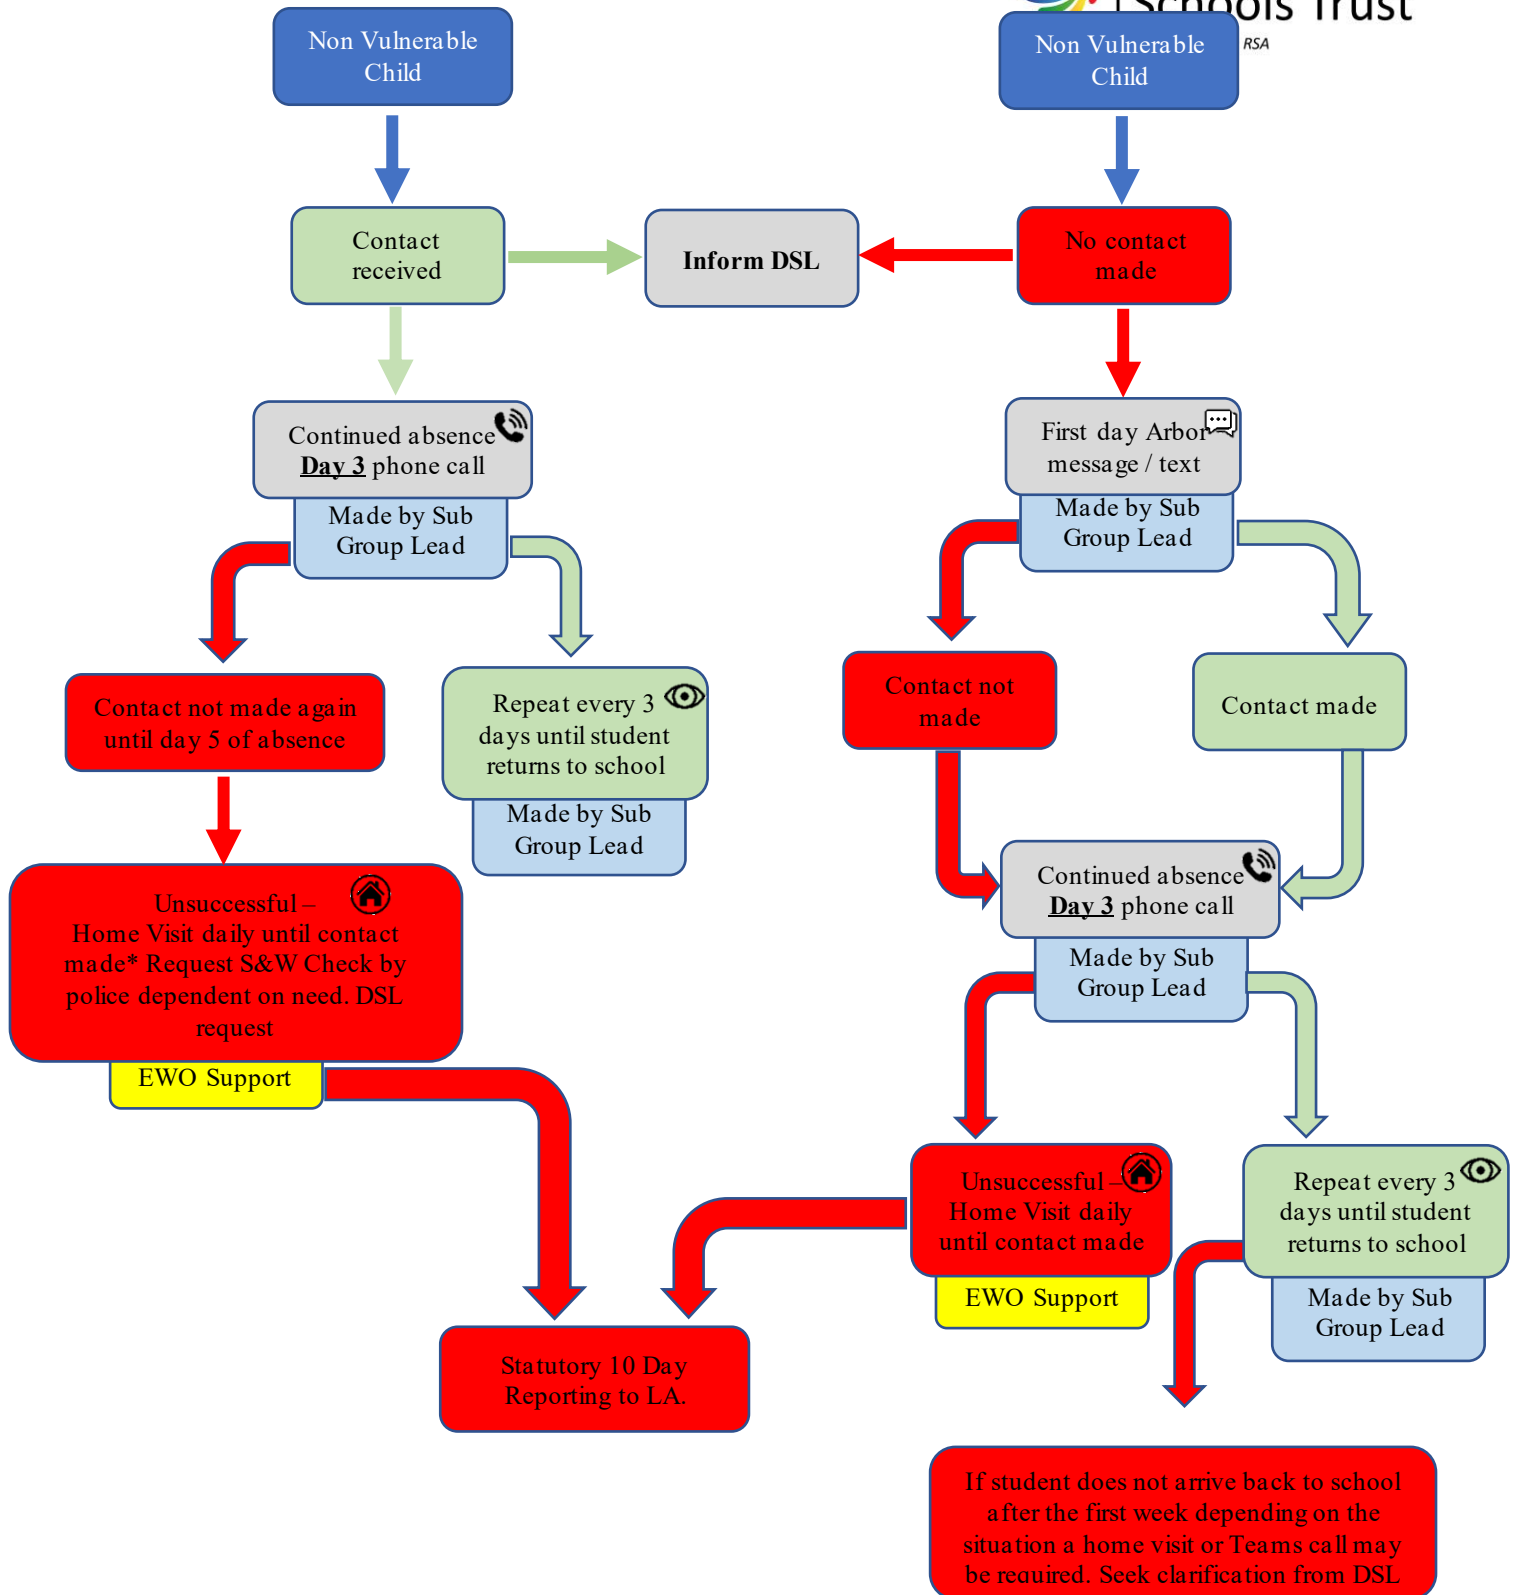 Schools Trust
RSA
Non Vulnerable
Child
Non Vulnerable
Child
Contact
received
Inform DSL
No contact
made
Continued absence
Day 3 phone call
Made by Sub
Group Lead
First day Arbor
message / text
Made by Sub
Group Lead
Contact not made again
until day 5 of absence
Repeat every 3
days until student
returns to school
Made by Sub
Group Lead
Contact not
made
Contact made
Unsuccessful –
Home Visit daily until contact
made* Request S&W Check by
police dependent on need. DSL
request
EWO Support
Continued absence
Day 3 phone call
Made by Sub
Group Lead
Unsuccessful –
Home Visit daily
until contact made
EWO Support
Repeat every 3
days until student
returns to school
Made by Sub
Group Lead
Statutory 10 Day
Reporting to LA.
If student does not arrive back to school
after the first week depending on the
situation a home visit or Teams call may
be required. Seek clarification from DSL